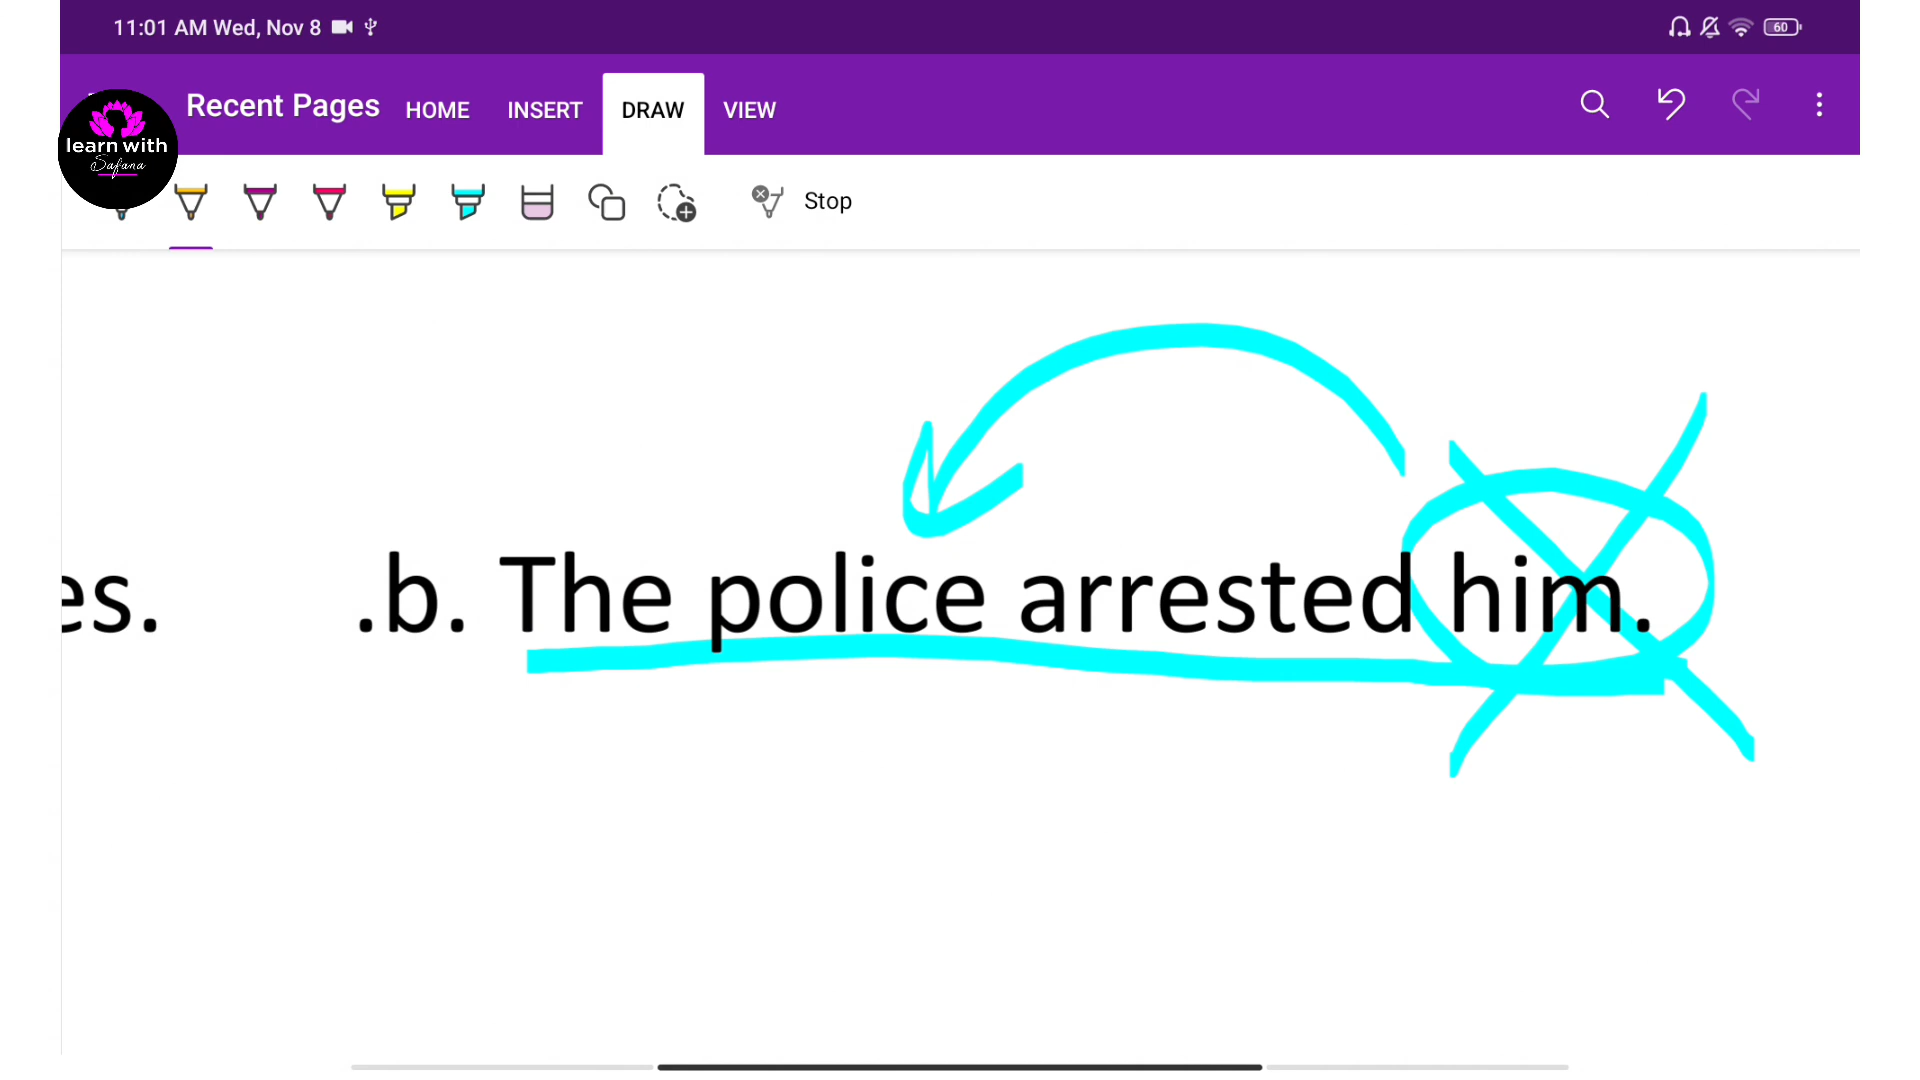 11:01 AM Wed, Nov 8
60
Recent Pages HOME INSERT DRAW VIEW
learn with
Safana
Stop
es. .b. The police arrested him.